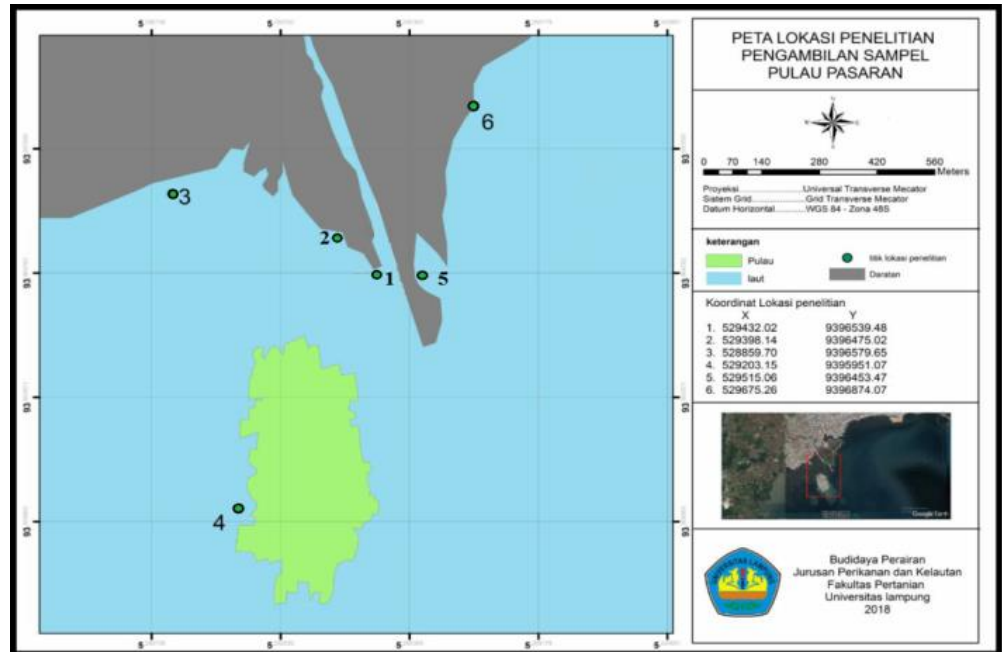 PETA LOKASI PENELITIAN
PENGAMBILAN SAMPEL
PULAU PASARAN
0 70 140 280 420 560
Meters
Proyeksi..............Universal Transverse Mecator
Sistem Grid..............Grid Transverse Mecator
Datum Horizontal..........WGS 84 - Zona 48S
keterangan
Pulau
laut
titik lokasi penelitian
Daratan
Koordinat Lokasi penelitian
X Y
1. 529432.02 9396539.48
2. 529398.14 9396475.02
3. 528859.70 9396579.65
4. 529203.15 9395951.07
5. 529515.06 9396453.47
6. 529675.26 9396874.07
Google Earth
UNIVERSITAS LAMPUNG
Budidaya Perairan
Jurusan Perikanan dan Kelautan
Fakultas Pertanian
Universitas lampung
2018
6
3
2
1 5
4